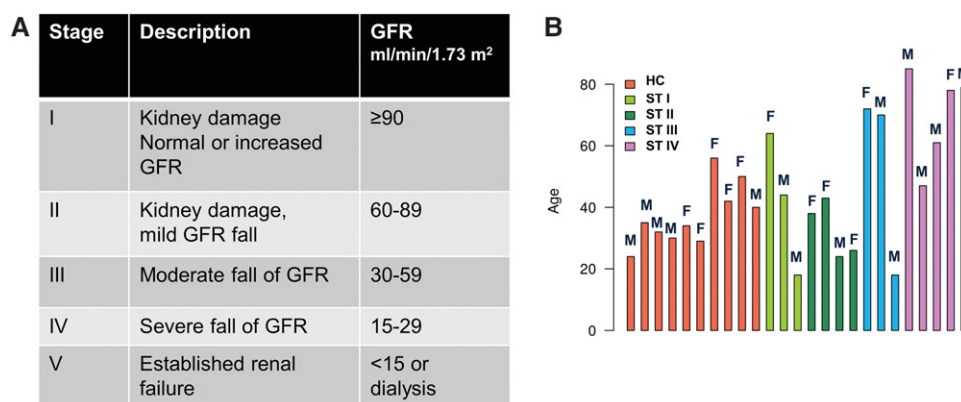 A
Stage Description GFR
ml/min/1.73 m²
I Kidney damage ≥90
Normal or increased
GFR
II Kidney damage, 60-89
mild GFR fall
III Moderate fall of GFR 30-59
IV Severe fall of GFR 15-29
V Established renal <15 or
failure dialysis
B
Age
80
60
40
20
0
HC
ST I
ST II
ST III
ST IV
M M M M F F F F F M F M M F F M F F M M M M M F